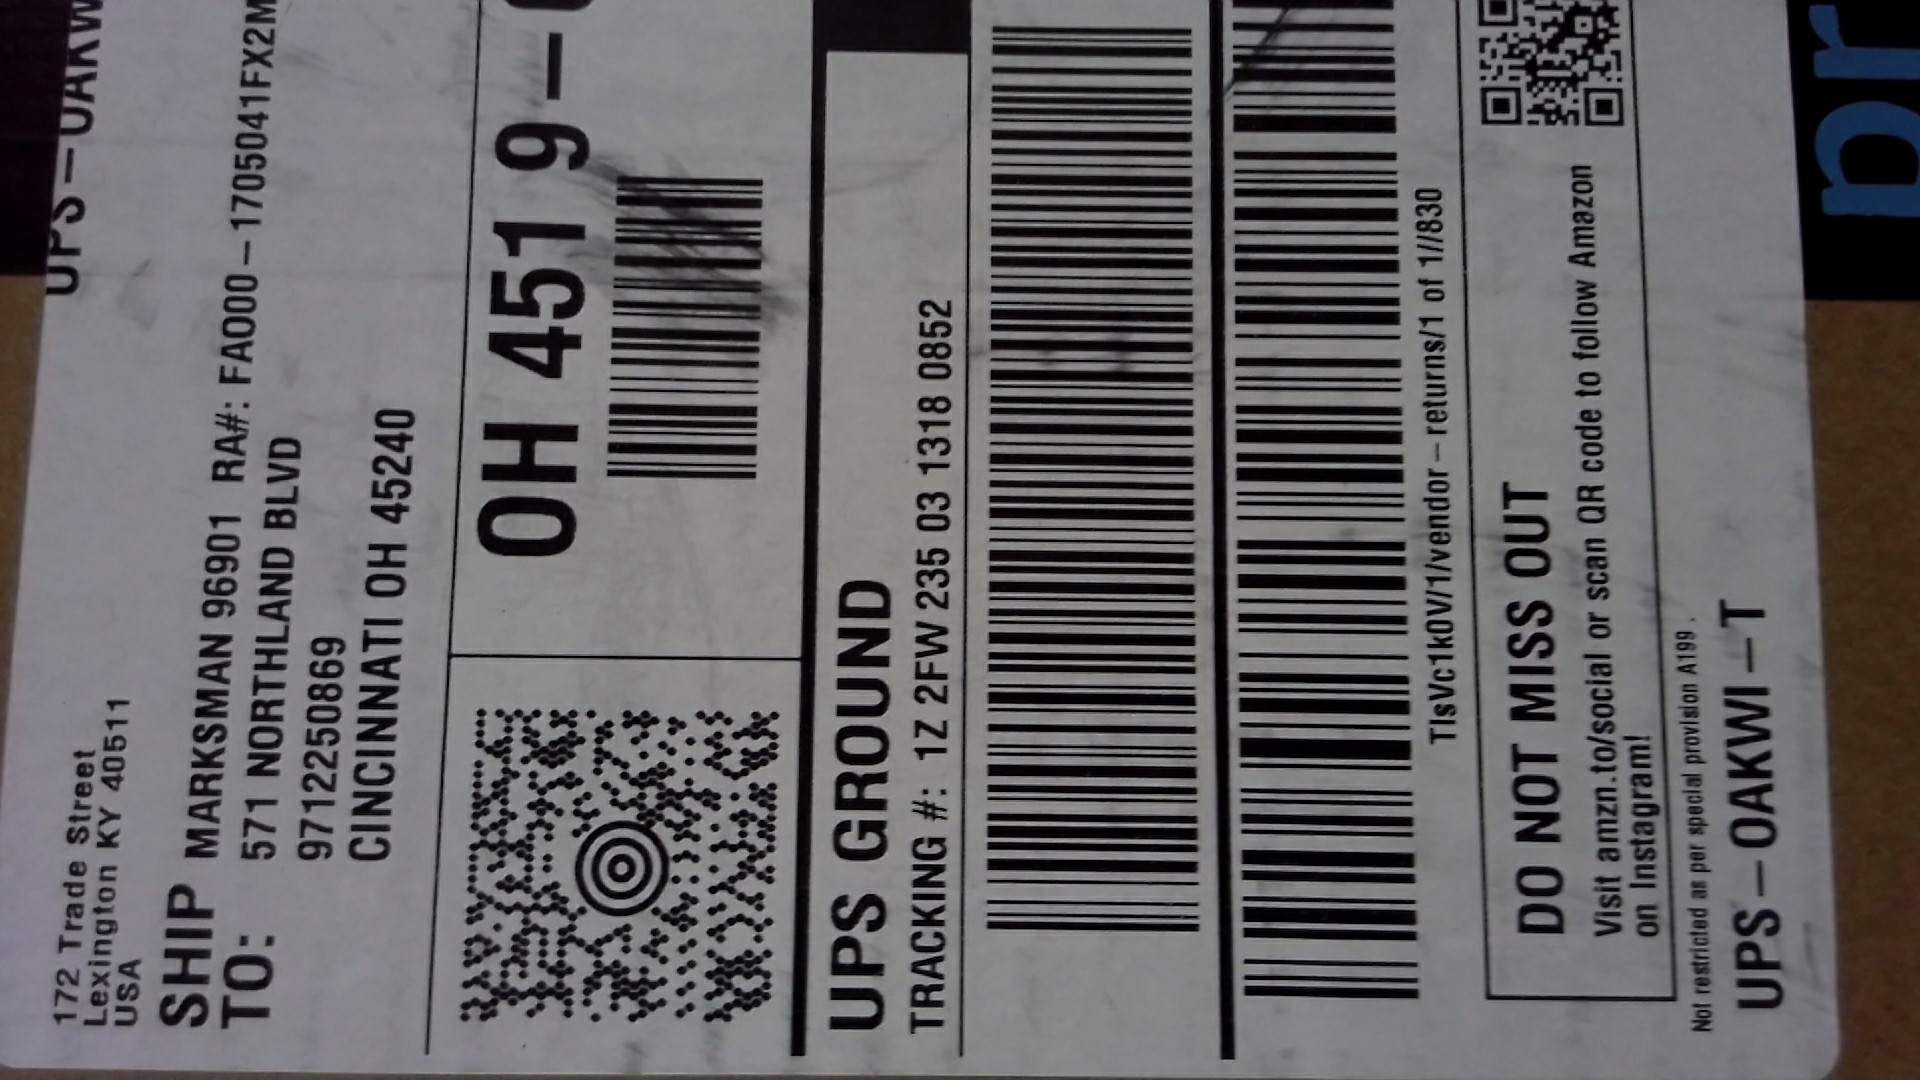 UPS-OAKW
172 Trade Street
Lexington KY 40511
USA
SHIP TO:
MARKSMAN 96901 RA#: FA000-1705041FX2M
571 NORTHLAND BLVD
9712250869
CINCINNATI OH 45240
OH 451 9-
UPS GROUND
TRACKING #: 1Z 2FW 235 03 1318 0852
TIsVc1k0V/1/vendor-returns/1 of 1//830
DO NOT MISS OUT
Visit amzn.to/social or scan QR code to follow Amazon
on Instagram!
Not restricted as per special provision A199 .
UPS-OAKWI-T
pr